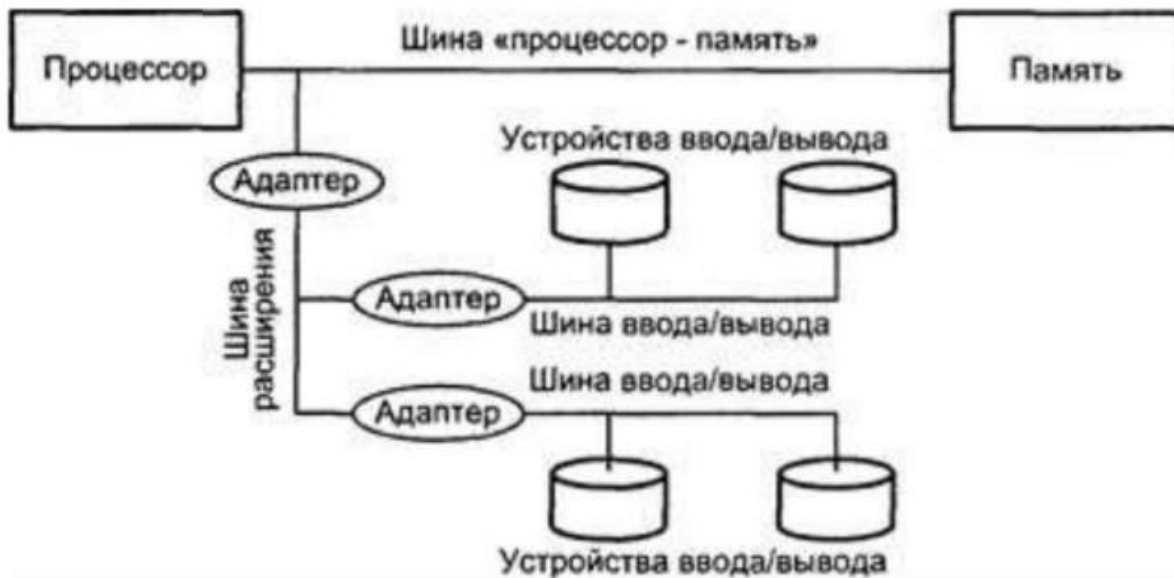 Шина «процессор - память»
Процессор
Память
Устройства ввода/вывода
Адаптер
Шина
расширения
Адаптер
Шина ввода/вывода
Шина ввода/вывода
Адаптер
Устройства ввода/вывода